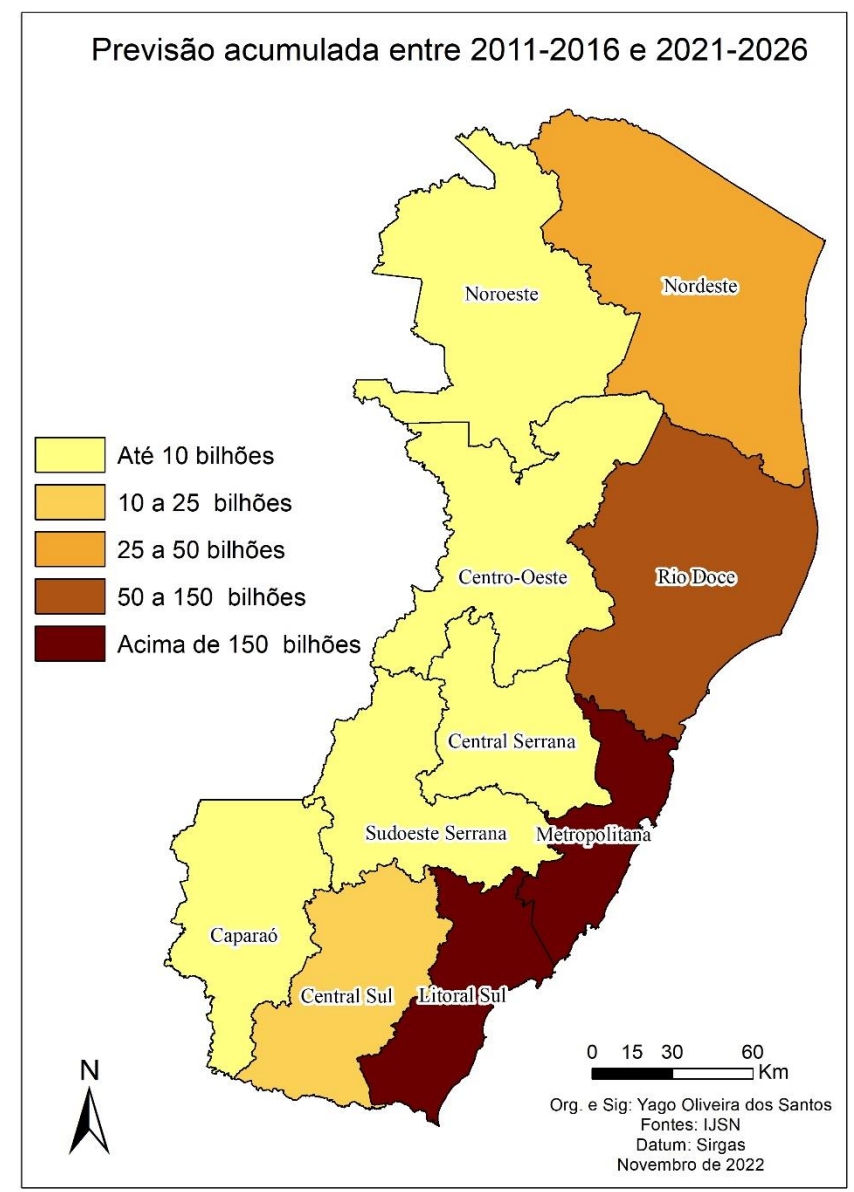 Previsão acumulada entre 2011-2016 e 2021-2026
Noroeste
Nordeste
Até 10 bilhões
10 a 25 bilhões
25 a 50 bilhões
50 a 150 bilhões
Acima de 150 bilhões
Centro-Oeste
Rio Doce
Central Serrana
Sudoeste Serrana
Metropolitana
Caparaó
Central Sul
Litoral Sul
N
0 15 30 60
Km
Org. e Sig: Yago Oliveira dos Santos
Fontes: IJSN
Datum: Sirgas
Novembro de 2022